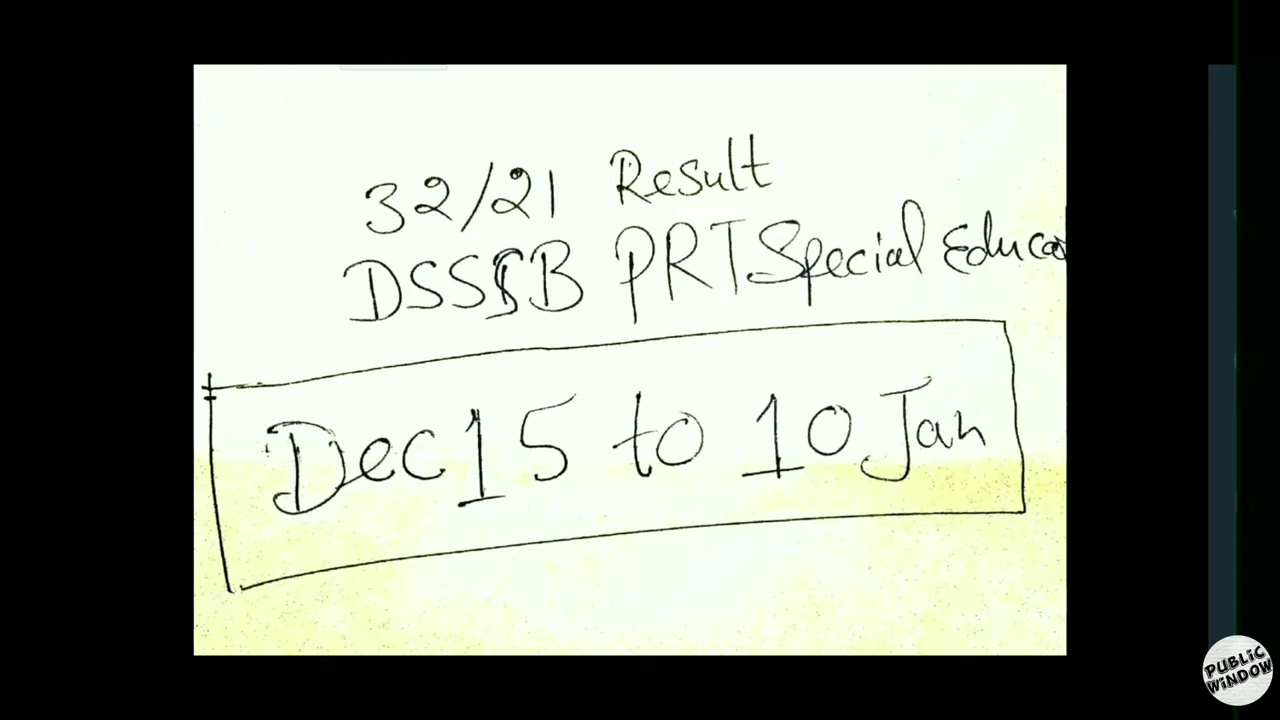 32/21 Result
DSSSB PRT Special Educa
Dec 15 to 10 Jan
PUBLIC
WINDOW